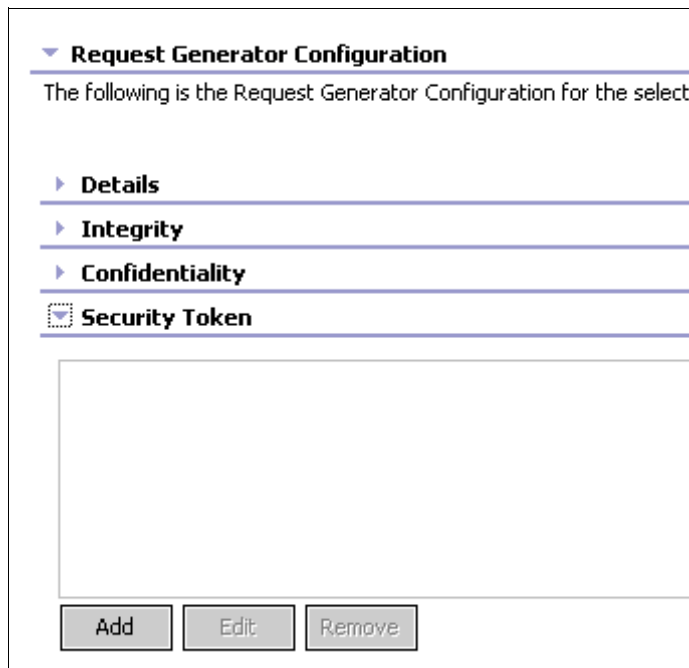 Request Generator Configuration
The following is the Request Generator Configuration for the select
Details
Integrity
Confidentiality
Security Token
Add Edit Remove